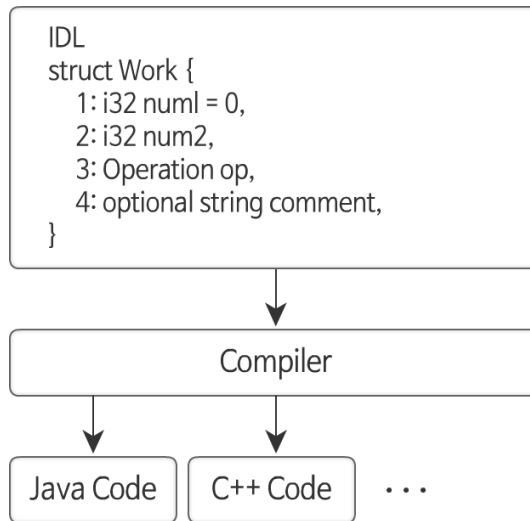 IDL
struct Work {
1: i32 numl = 0,
2: i32 num2,
3: Operation op,
4: optional string comment,
}
Compiler
Java Code
C++ Code
· · ·